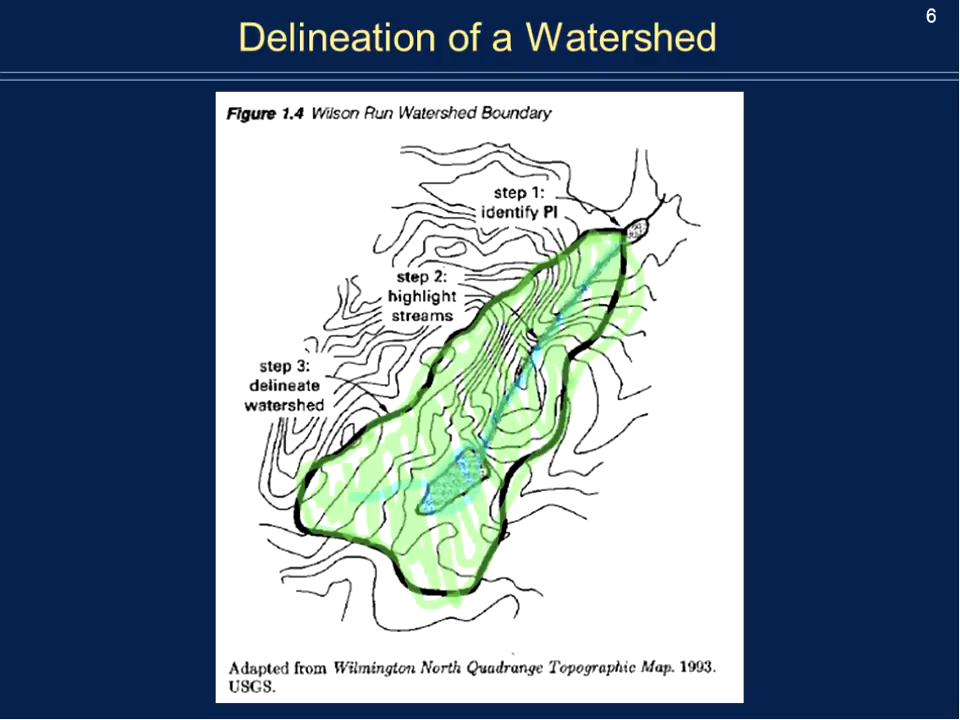 6
Delineation of a Watershed
Figure 1.4 Wilson Run Watershed Boundary
step 1:
identify PI
step 2:
highlight
streams
step 3:
delineate
watershed
Adapted from Wilmington North Quadrange Topographic Map. 1993.
USGS.